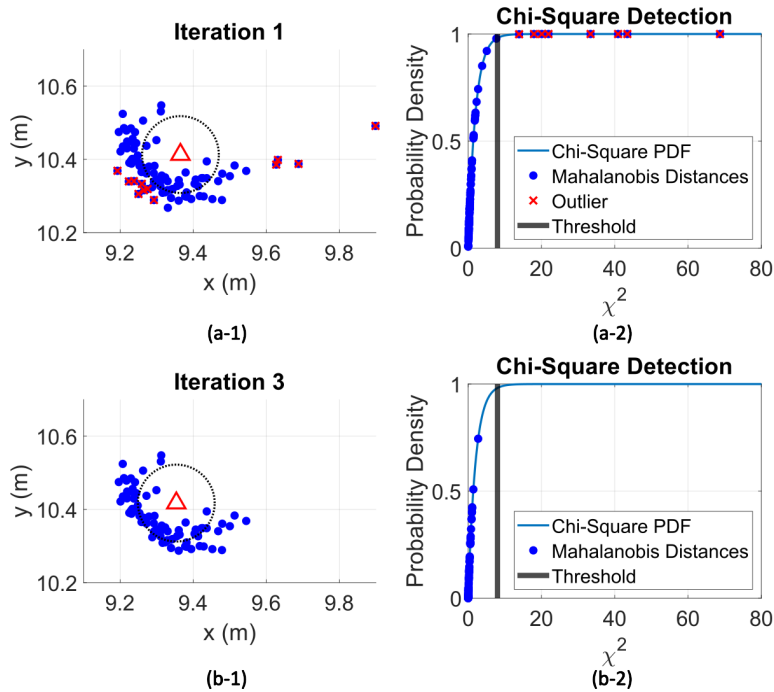 Iteration 1
10.6
10.4
10.2
y (m)
9.2 9.4 9.6 9.8
x (m)
(a-1)
Chi-Square Detection
1
0.5
0
Probability Density
Chi-Square PDF
Mahalanobis Distances
Outlier
Threshold
0 20 40 60 80
χ²
(a-2)
Iteration 3
10.6
10.4
10.2
y (m)
9.2 9.4 9.6 9.8
x (m)
(b-1)
Chi-Square Detection
1
0.5
0
Probability Density
Chi-Square PDF
Mahalanobis Distances
Threshold
0 20 40 60 80
χ²
(b-2)